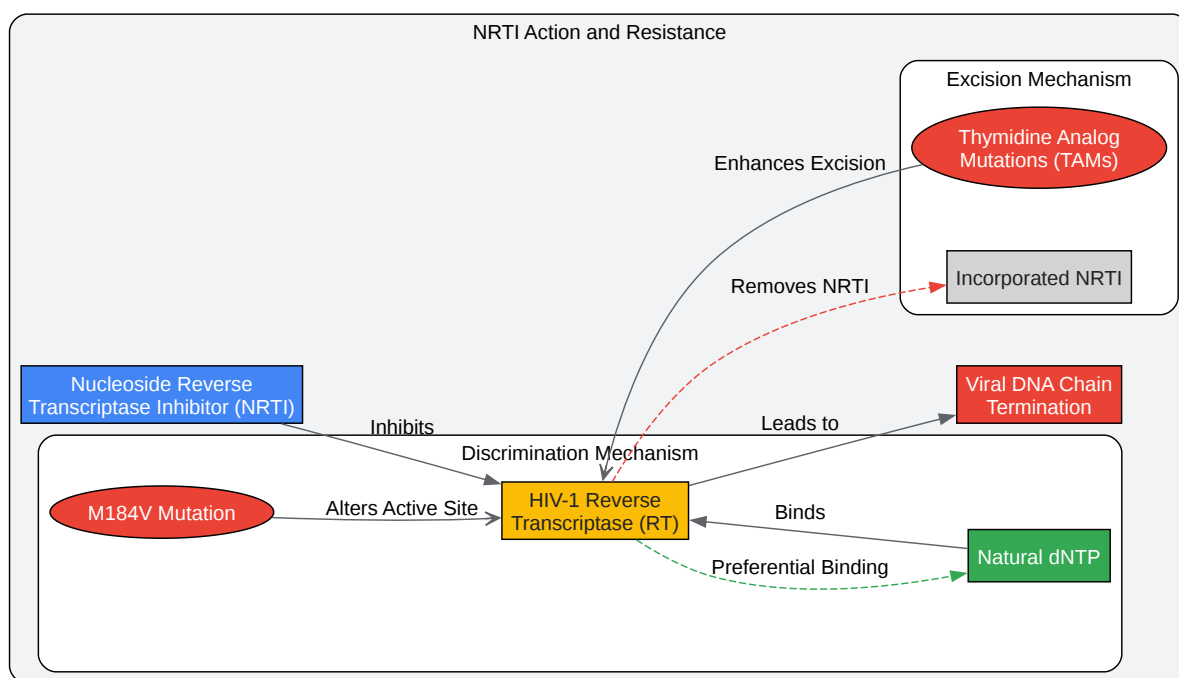 NRTI Action and Resistance
Excision Mechanism
Thymidine Analog
Mutations (TAMs)
Enhances Excision
Incorporated NRTI
Removes NRTI
Nucleoside Reverse
Transcriptase Inhibitor (NRTI)
Viral DNA Chain
Termination
Inhibits
Leads to
Discrimination Mechanism
M184V Mutation
Alters Active Site
HIV-1 Reverse
Transcriptase (RT)
Binds
Natural dNTP
Preferential Binding